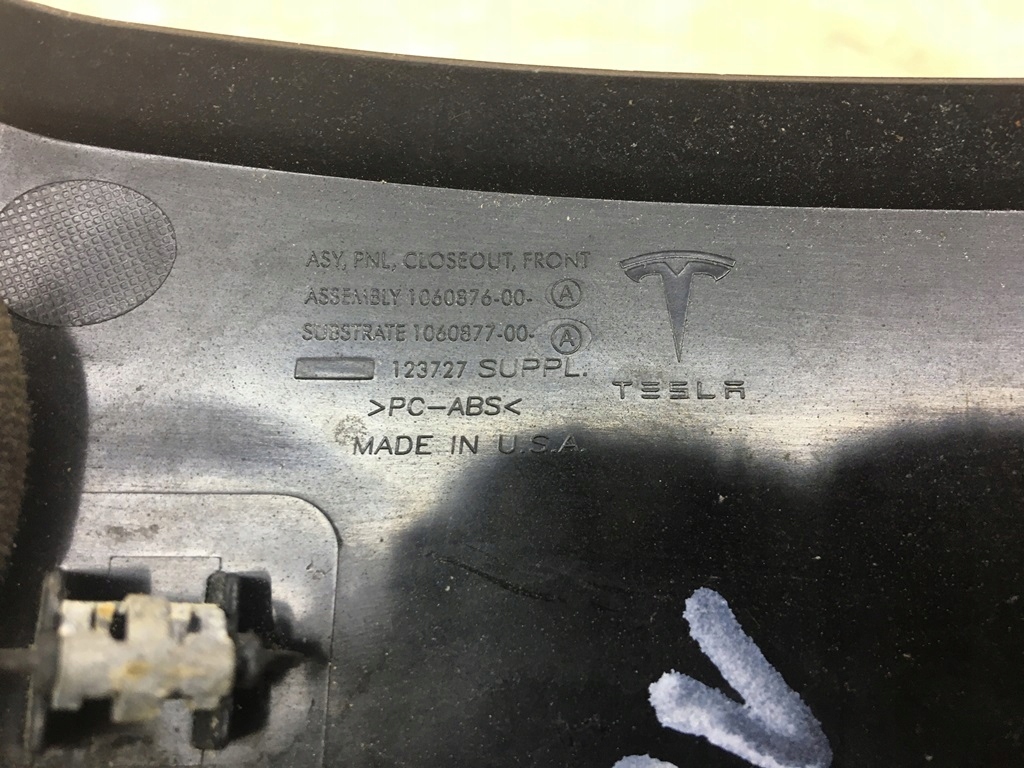 ASY, PNL, CLOSEOUT, FRONT
ASSEMBLY 1060876-00- A
SUBSTRATE 1060877-00- A
123727 SUPPL.
>PC-ABS<
MADE IN U.S.A.
TESLA